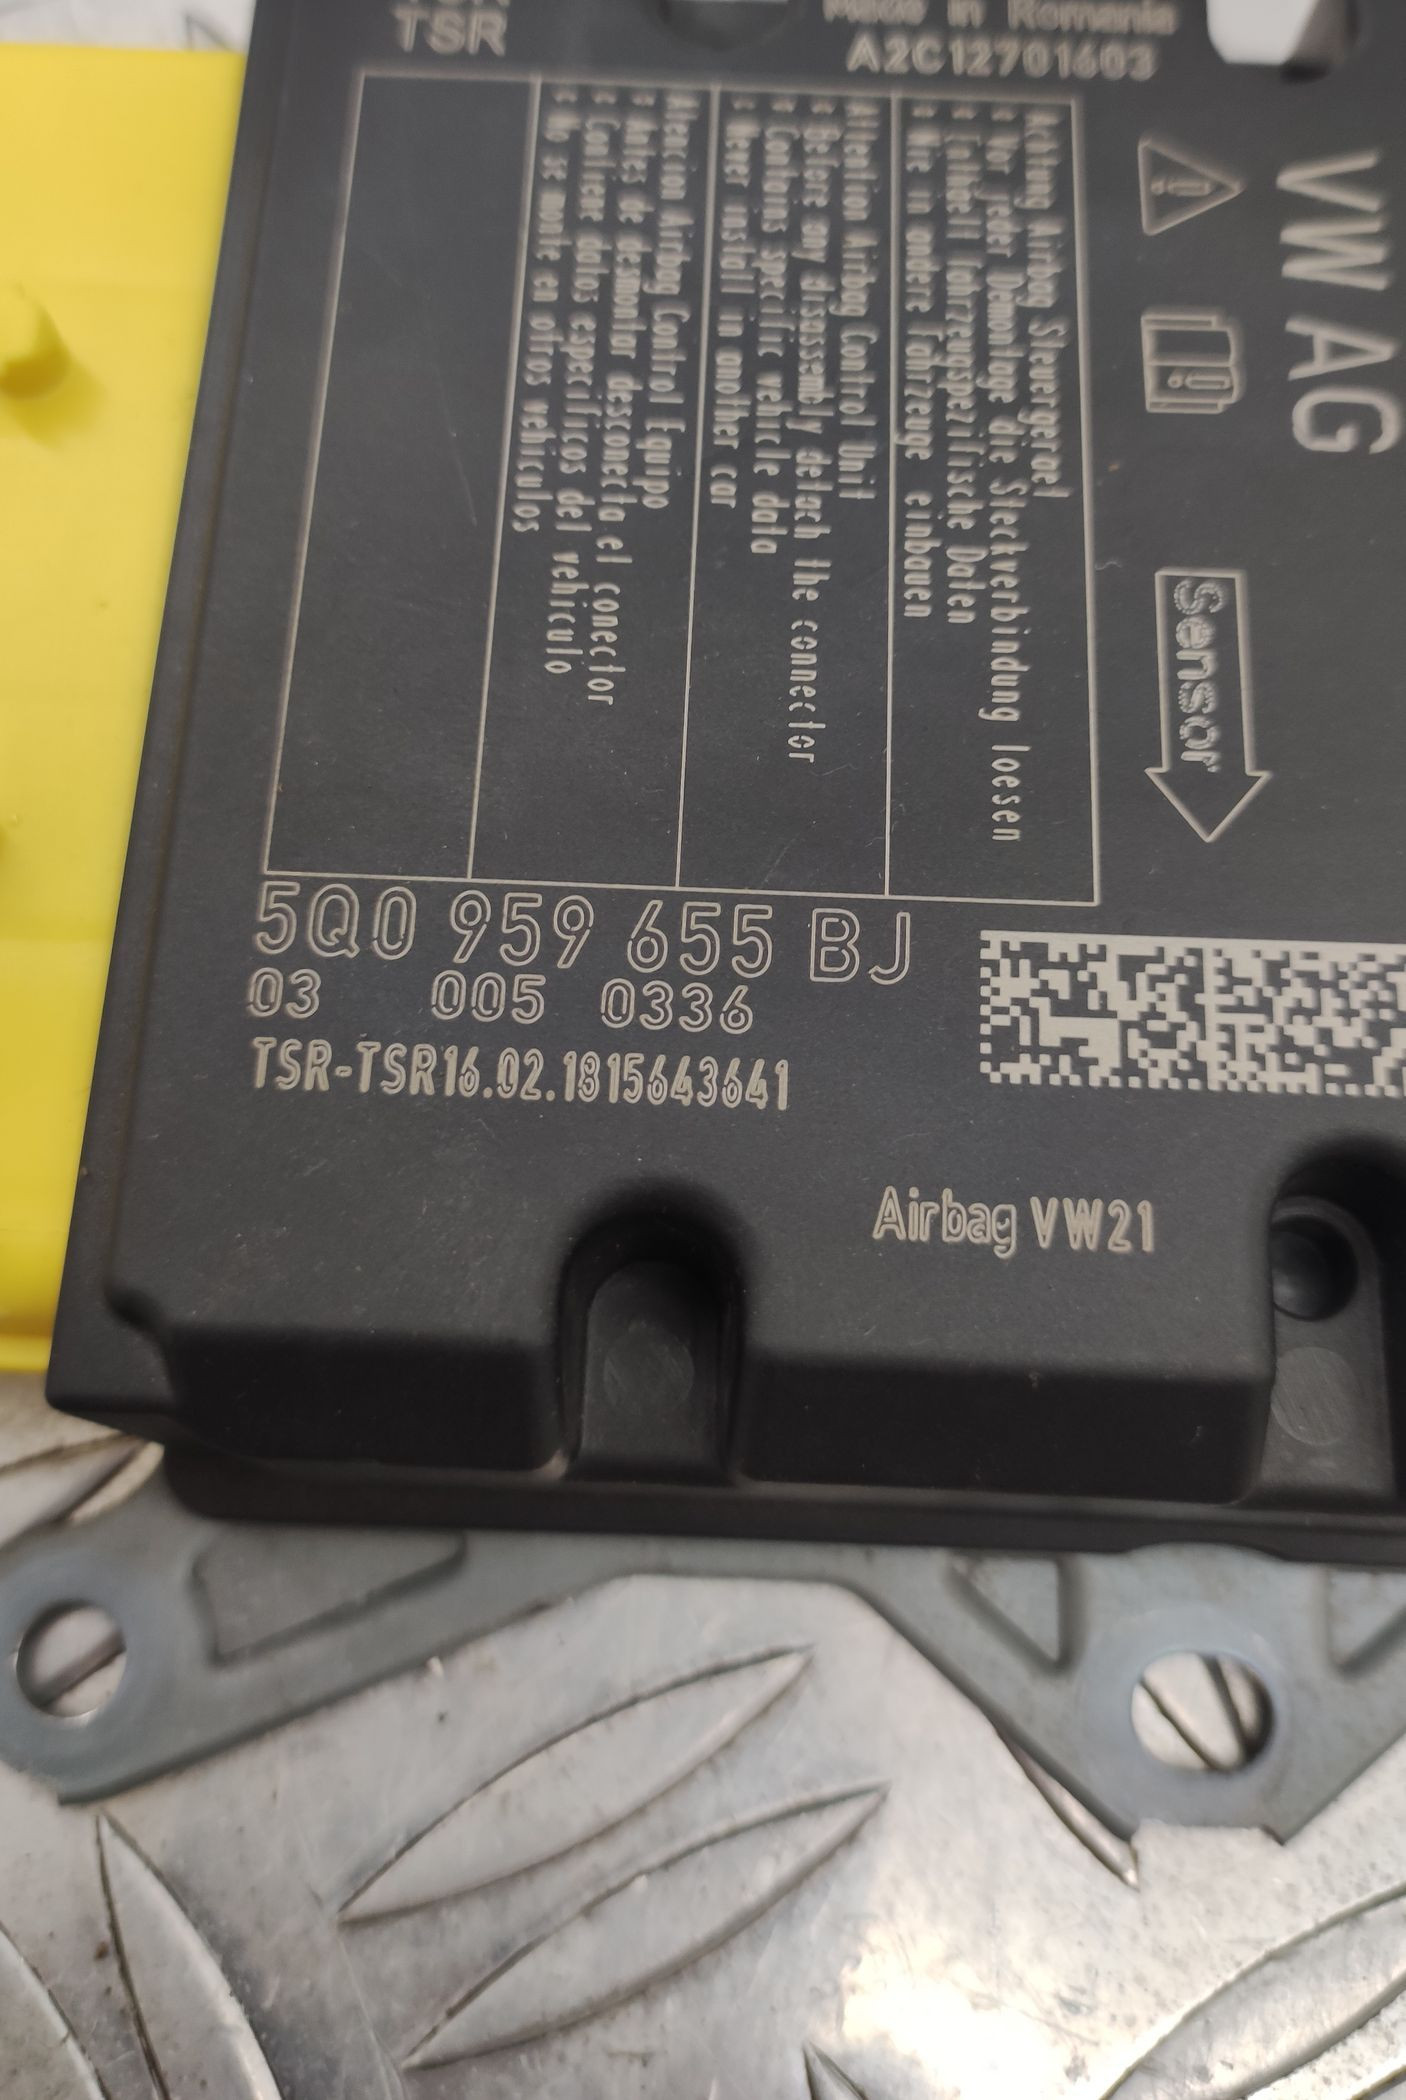 TSR
Made in Romania
A2C12701603
VW AG
Sensor
Achtung Airbag Steuergeraet
Vor jeder Demontage die Steckverbindung loesen
Enthaelt fahrzeugspezifische Daten
Nie in andere Fahrzeuge einbauen
Attention Airbag Control Unit
Before any disassembly detach the connector
Contains specific vehicle data
Never install in another car
Atencion Airbag Control Equipo
Antes de desmontar desconecta el conector
Contiene datos especificos del vehiculo
No se monte en otros vehiculos
5Q0 959 655 BJ
03 005 0336
TSR-TSR16.02.1815643641
Airbag VW21